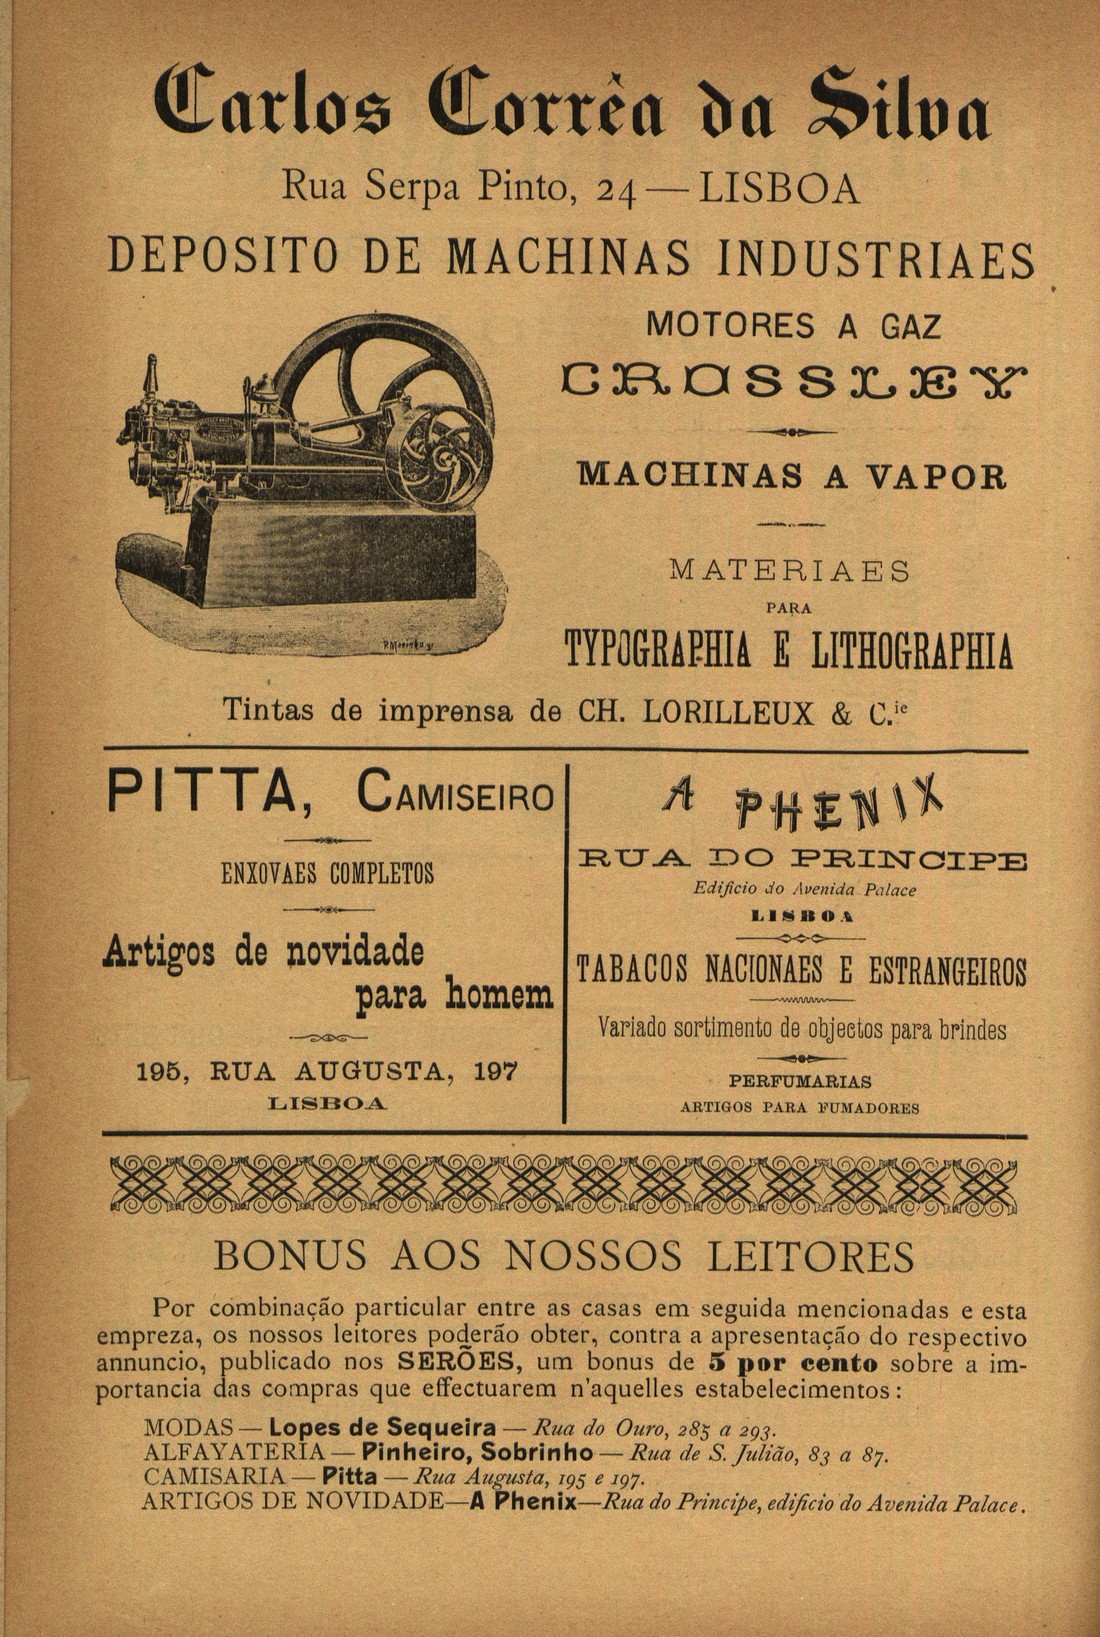 Carlos Corrêa da Silva
Rua Serpa Pinto, 24 — LISBOA
DEPOSITO DE MACHINAS INDUSTRIAES
MOTORES A GAZ
CROSSLEY
MACHINAS A VAPOR
MATERIAES
PARA
TYPOGRAPHIA E LITHOGRAPHIA
Tintas de imprensa de CH. LORILLEUX & C.ie
PITTA, CAMISEIRO
ENXOVAES COMPLETOS
Artigos de novidade
para homem
195, RUA AUGUSTA, 197
LISBOA
A PHENIX
RUA DO PRINCIPE
Edificio do Avenida Palace
LISBOA
TABACOS NACIONAES E ESTRANGEIROS
Variado sortimento de objectos para brindes
PERFUMARIAS
ARTIGOS PARA FUMADORES
BONUS AOS NOSSOS LEITORES
Por combinação particular entre as casas em seguida mencionadas e esta
empreza, os nossos leitores poderão obter, contra a apresentação do respectivo
annuncio, publicado nos SERÕES, um bonus de 5 por cento sobre a im-
portancia das compras que effectuarem n'aquelles estabelecimentos:
MODAS — Lopes de Sequeira — Rua do Ouro, 285 a 293.
ALFAYATERIA — Pinheiro, Sobrinho — Rua de S. Julião, 83 a 87.
CAMISARIA — Pitta — Rua Augusta, 195 e 197.
ARTIGOS DE NOVIDADE—A Phenix—Rua do Principe, edificio do Avenida Palace.